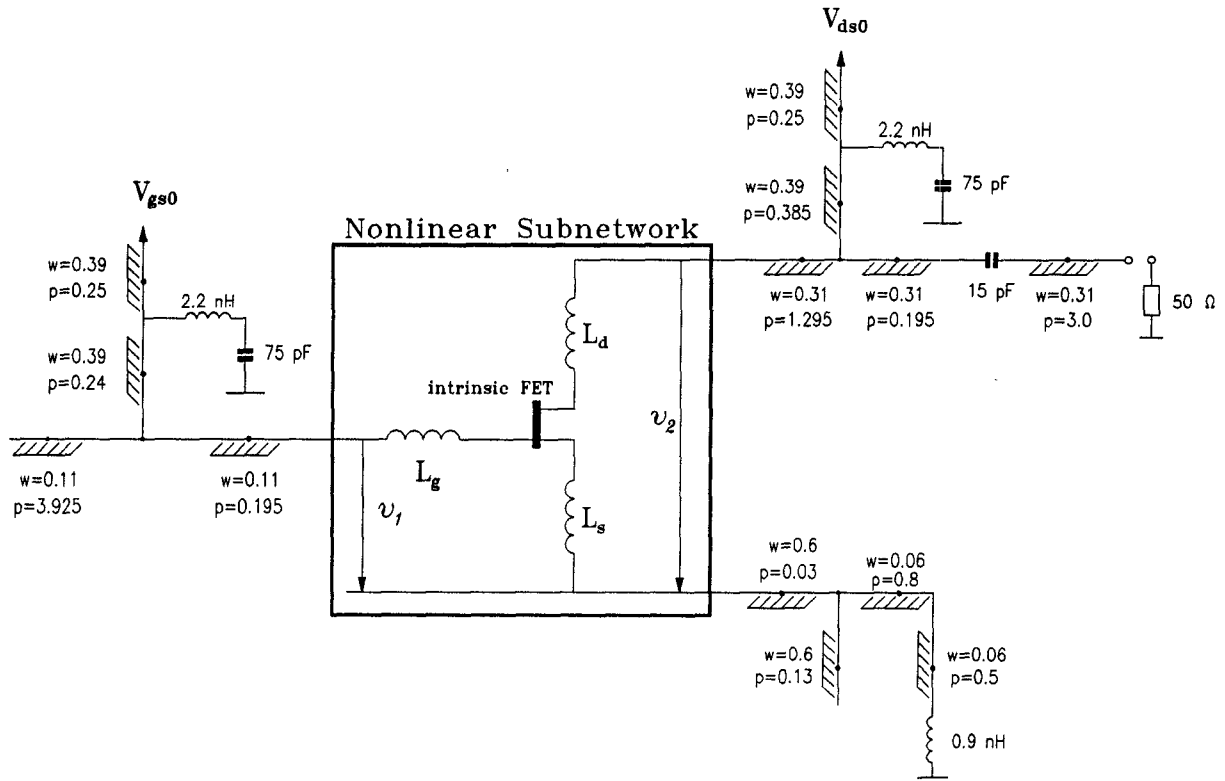 V_ds0
w=0.39
p=0.25
2.2 nH
75 pF
w=0.39
p=0.385
V_gs0
w=0.39
p=0.25
2.2 nH
75 pF
w=0.39
p=0.24
Nonlinear Subnetwork
w=0.31
p=1.295
w=0.31
p=0.195
15 pF
w=0.31
p=3.0
50 Ω
L_d
intrinsic FET
υ_2
w=0.11
p=3.925
w=0.11
p=0.195
L_g
υ_1
L_s
w=0.6
p=0.03
w=0.06
p=0.8
w=0.6
p=0.13
w=0.06
p=0.5
0.9 nH